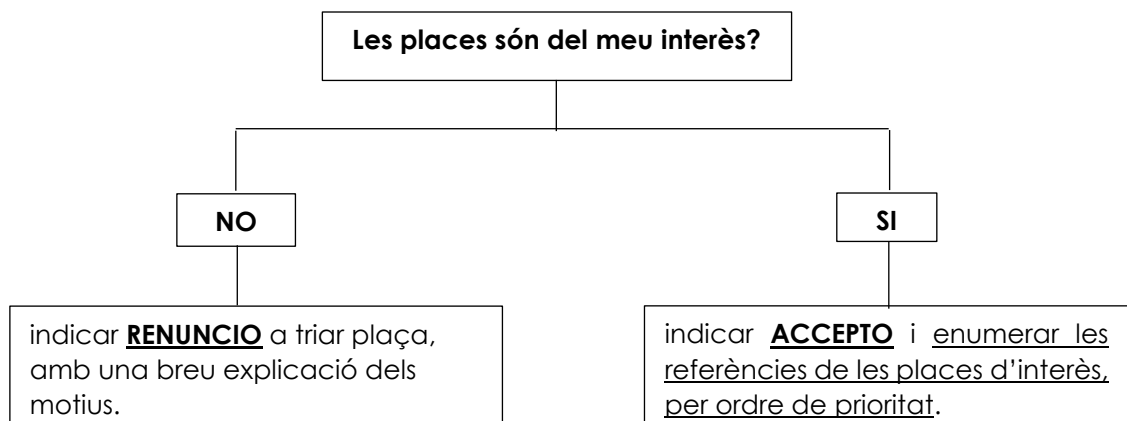 Les places són del meu interès?
NO
SI
indicar RENUNCIO a triar plaça,
amb una breu explicació dels
motius.
indicar ACCEPTO i enumerar les
referències de les places d’interès,
per ordre de prioritat.